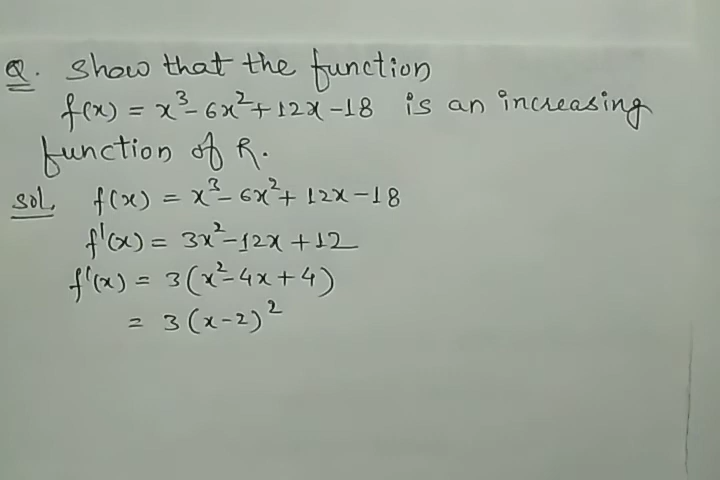 Q. Show that the function
f(x) = x³ - 6x² + 12x - 18 is an increasing
function of R.
Sol. f(x) = x³ - 6x² + 12x - 18
f'(x) = 3x² - 12x + 12
f'(x) = 3(x² - 4x + 4)
= 3(x - 2)²